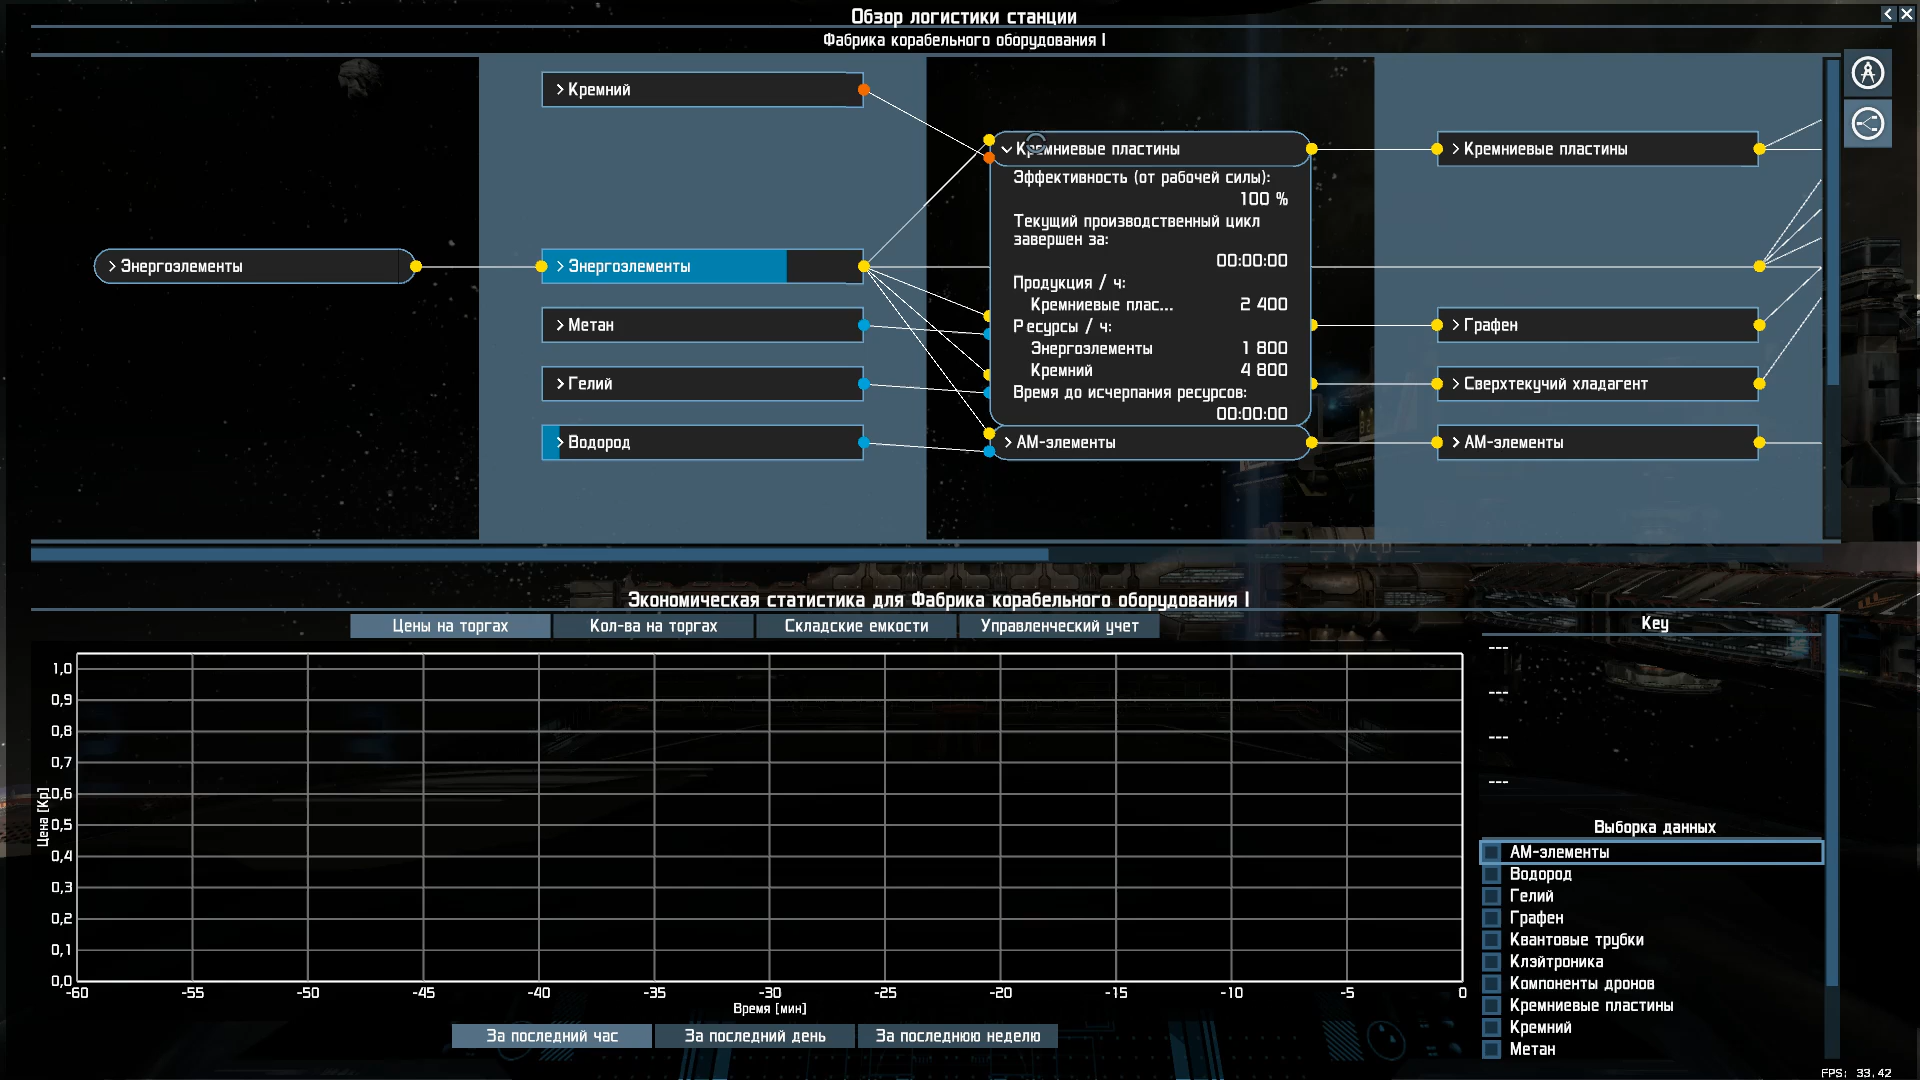 Обзор логистики станции
Фабрика корабельного оборудования I
Кремний
Кремниевые пластины
Кремниевые пластины
Эффективность (от рабочей силы):
100 %
Текущий производственный цикл
завершен за:
00:00:00
Продукция / ч:
Кремниевые плас... 2 400
Ресурсы / ч:
Энергоэлементы 1 800
Кремний 4 800
Время до исчерпания ресурсов:
00:00:00
Энергоэлементы
Энергоэлементы
Метан
Графен
Гелий
Сверхтекучий хладагент
Водород
АМ-элементы
АМ-элементы
Экономическая статистика для Фабрика корабельного оборудования I
Цены на торгах
Кол-ва на торгах
Складские емкости
Управленческий учет
Key
---
---
---
---
Цена [Кр]
1,0
0,9
0,8
0,7
0,6
0,5
0,4
0,3
0,2
0,1
0,0
-60 -55 -50 -45 -40 -35 -30 -25 -20 -15 -10 -5 0
Время [мин]
За последний час
За последний день
За последнюю неделю
Выборка данных
АМ-элементы
Водород
Гелий
Графен
Квантовые трубки
Клэйтроника
Компоненты дронов
Кремниевые пластины
Кремний
Метан
FPS: 33.42